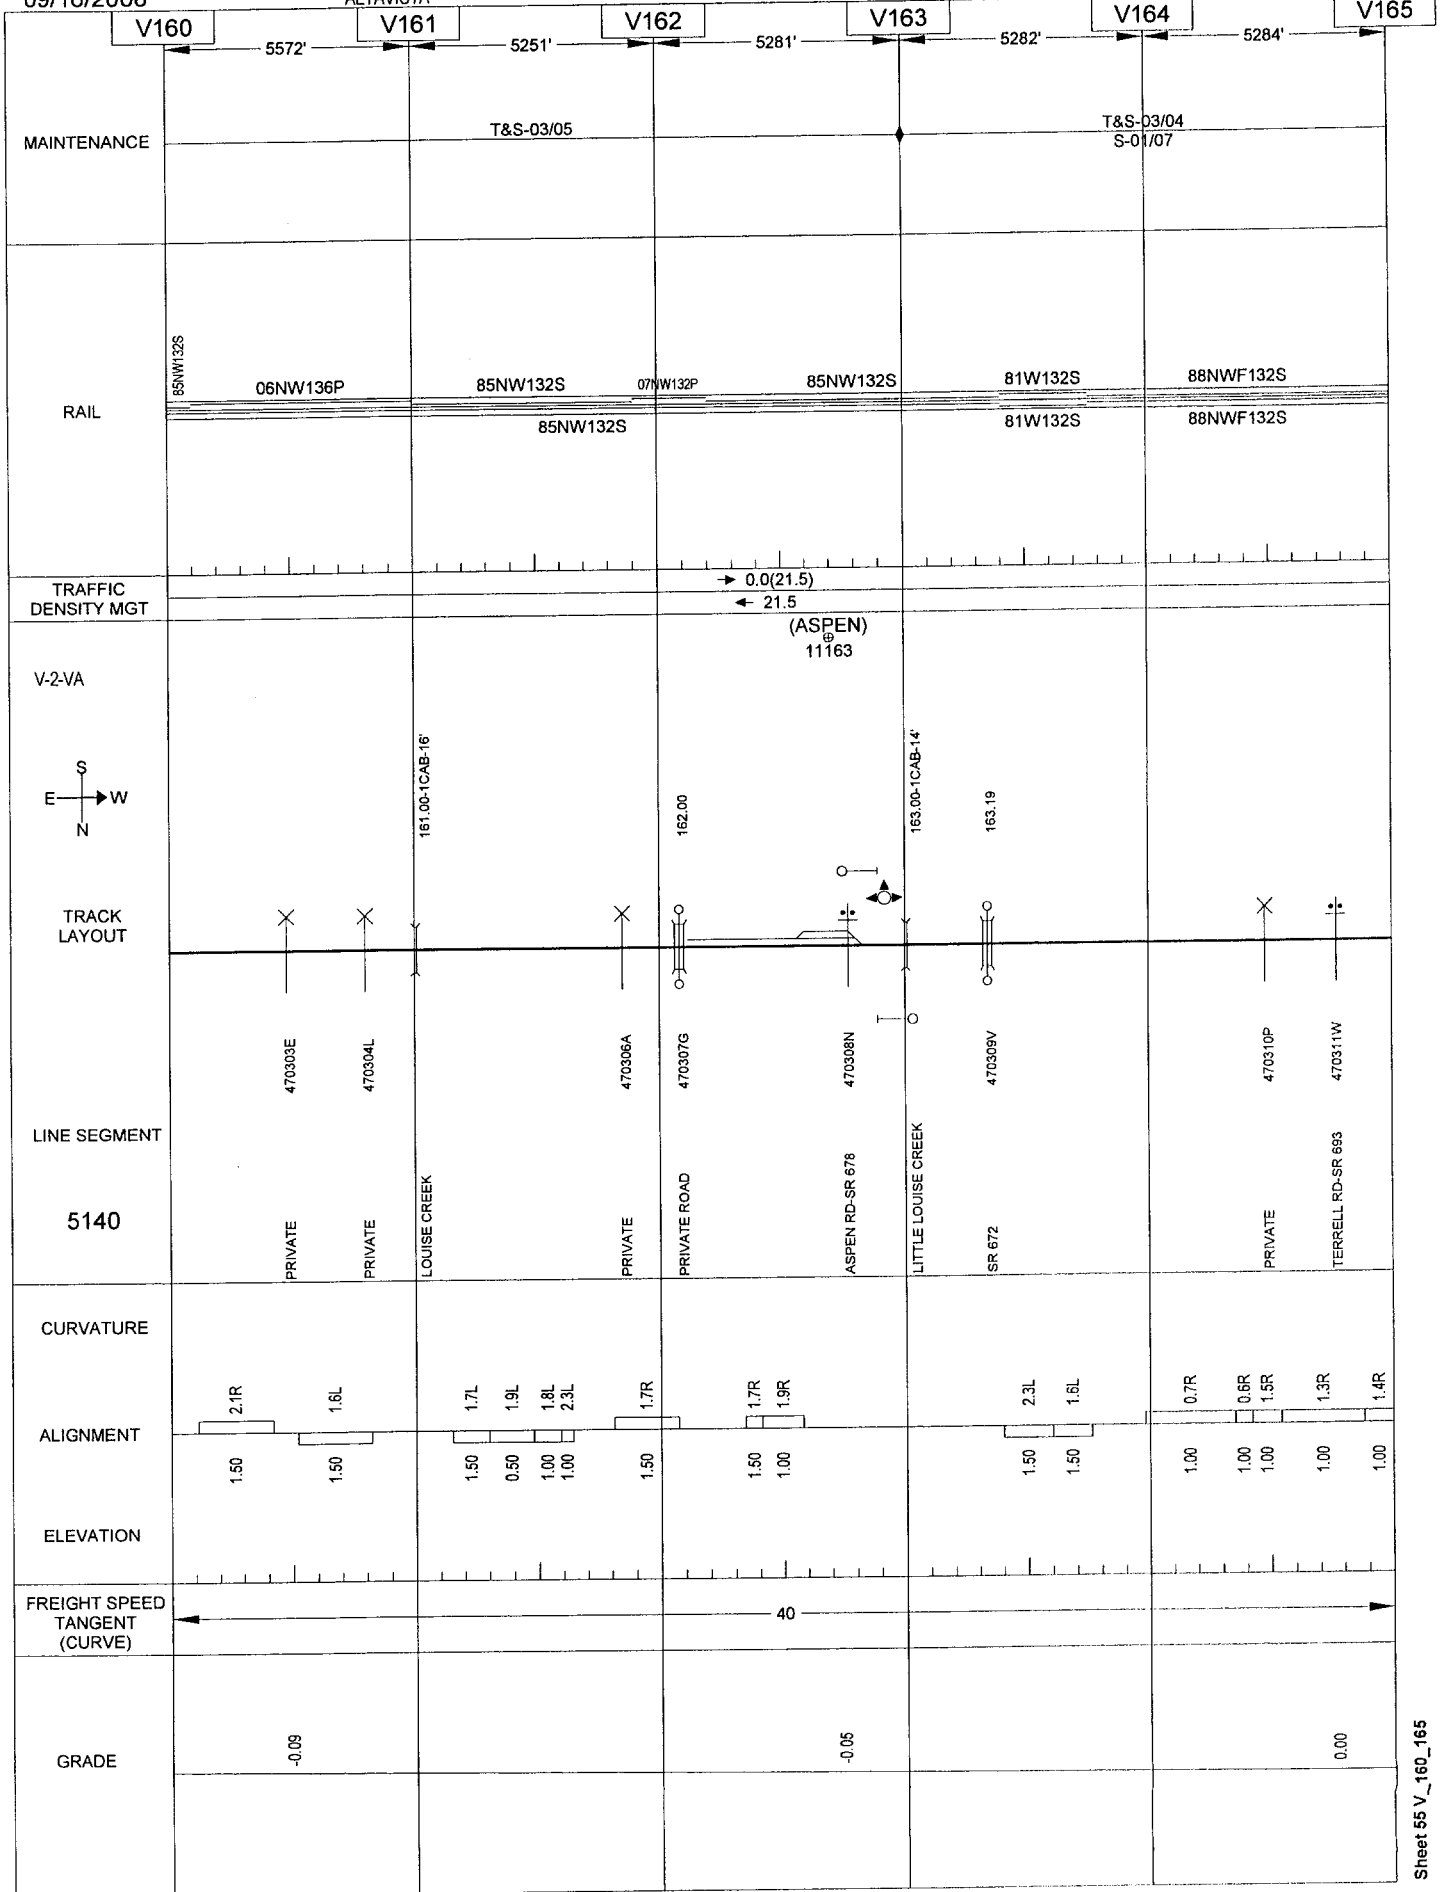 V160
V161
V162
V163
V164
V165
5572'
5251'
5281'
5282'
5284'
MAINTENANCE
T&S-03/05
T&S-03/04
S-01/07
RAIL
85NW132S
06NW136P
85NW132S
07NW132P
85NW132S
81W132S
88NWF132S
85NW132S
81W132S
88NWF132S
TRAFFIC
DENSITY MGT
0.0(21.5)
21.5
(ASPEN)
11163
V-2-VA
S
E W
N
161.00-1CAB-16'
162.00
163.00-1CAB-14'
163.19
TRACK
LAYOUT
470303E
470304L
470306A
470307G
470308N
470309V
470310P
470311W
LINE SEGMENT
5140
PRIVATE
PRIVATE
LOUISE CREEK
PRIVATE
PRIVATE ROAD
ASPEN RD-SR 678
LITTLE LOUISE CREEK
SR 672
PRIVATE
TERRELL RD-SR 693
CURVATURE
2.1R
1.6L
1.7L
1.9L
1.8L
2.3L
1.7R
1.7R
1.9R
2.3L
1.6L
0.7R
0.6R
1.5R
1.3R
1.4R
ALIGNMENT
1.50
1.50
1.50
0.50
1.00
1.00
1.50
1.50
1.00
1.50
1.50
1.00
1.00
1.00
1.00
1.00
ELEVATION
FREIGHT SPEED
TANGENT
(CURVE)
40
GRADE
-0.09
-0.05
0.00
Sheet 55 V_160_165